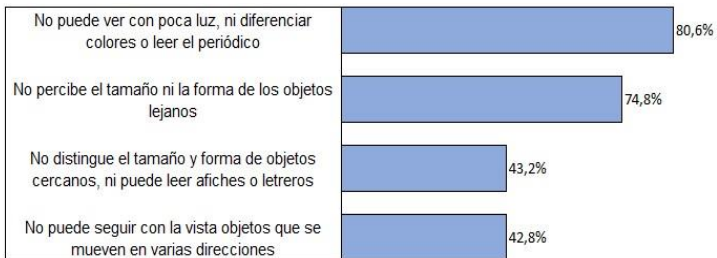 No puede ver con poca luz, ni diferenciar
colores o leer el periódico
80,6%
No percibe el tamaño ni la forma de los objetos
lejanos
74,8%
No distingue el tamaño y forma de objetos
cercanos, ni puede leer afiches o letreros
43,2%
No puede seguir con la vista objetos que se
mueven en varias direcciones
42,8%